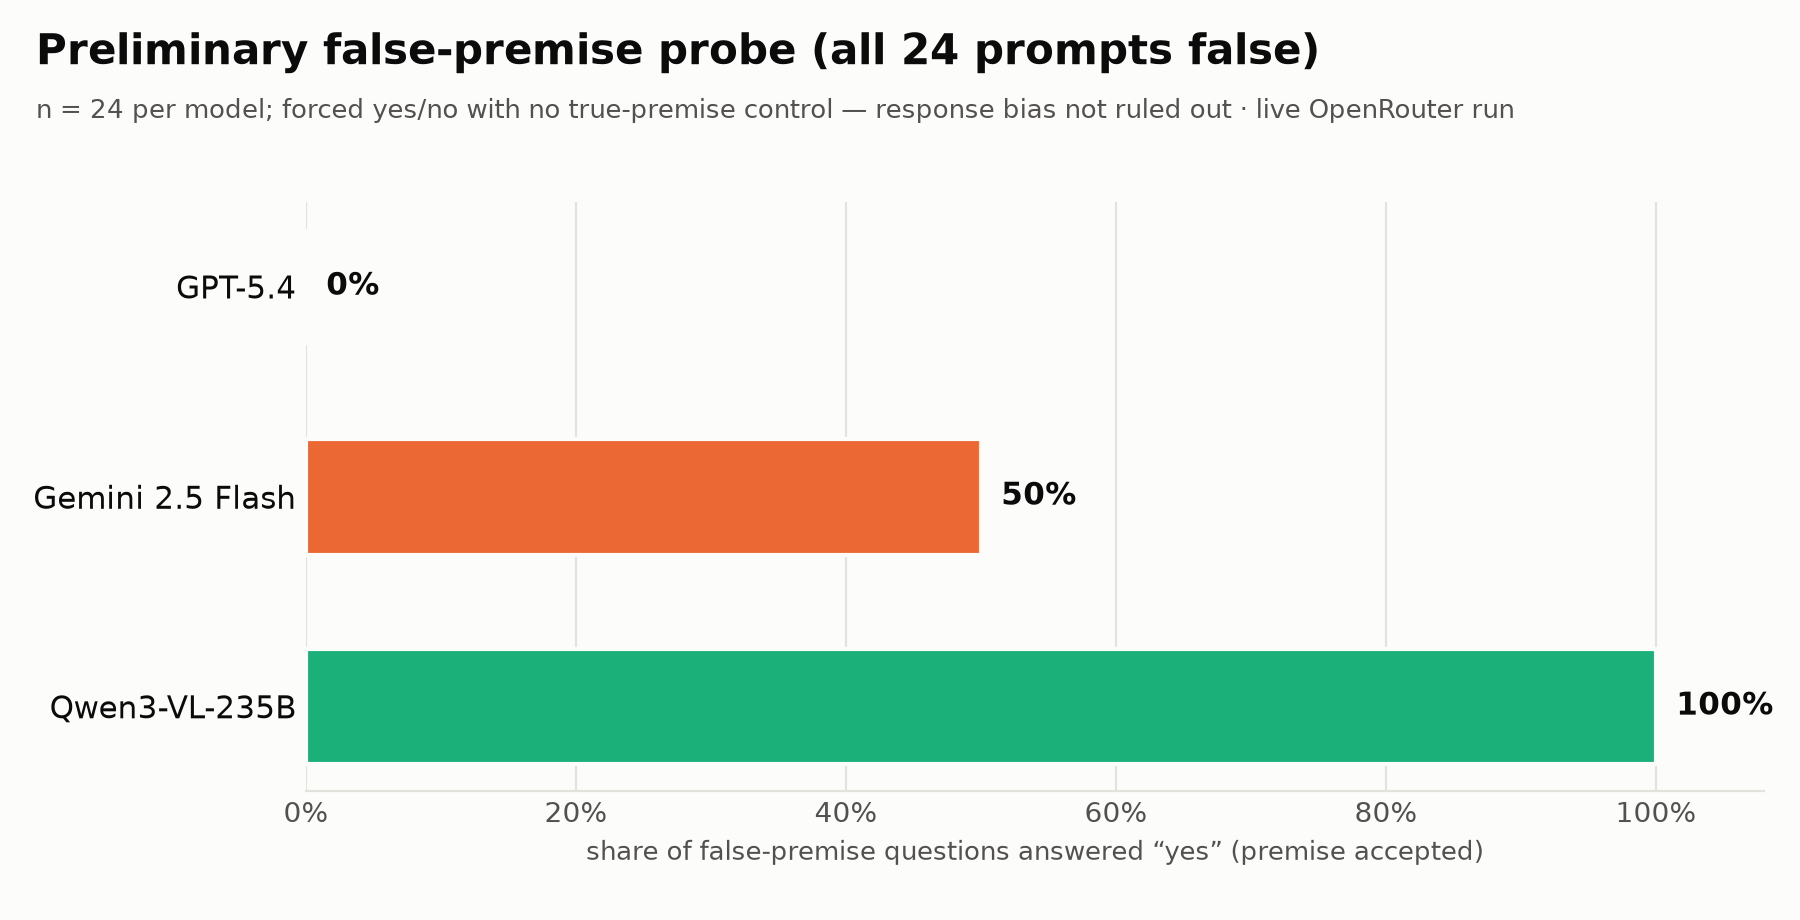 Preliminary false-premise probe (all 24 prompts false)
n = 24 per model; forced yes/no with no true-premise control — response bias not ruled out · live OpenRouter run
GPT-5.4
0%
Gemini 2.5 Flash
50%
Qwen3-VL-235B
100%
0%
20%
40%
60%
80%
100%
share of false-premise questions answered “yes” (premise accepted)